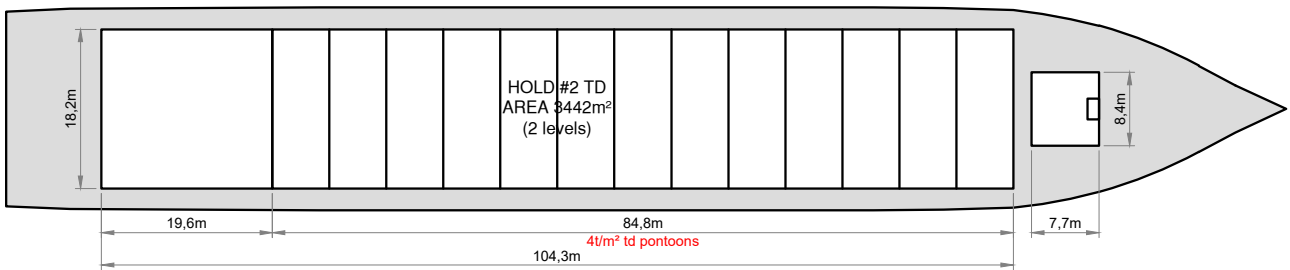 HOLD #2 TD
AREA 3442m²
(2 levels)
18,2m
8,4m
19,6m
84,8m
7,7m
4t/m² td pontoons
104,3m